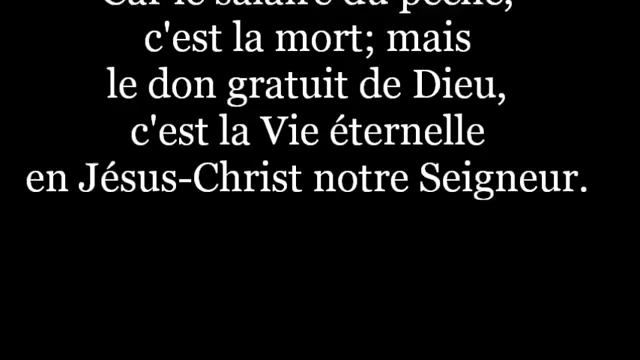 Car le salaire du péché,
c'est la mort; mais
le don gratuit de Dieu,
c'est la Vie éternelle
en Jésus-Christ notre Seigneur.